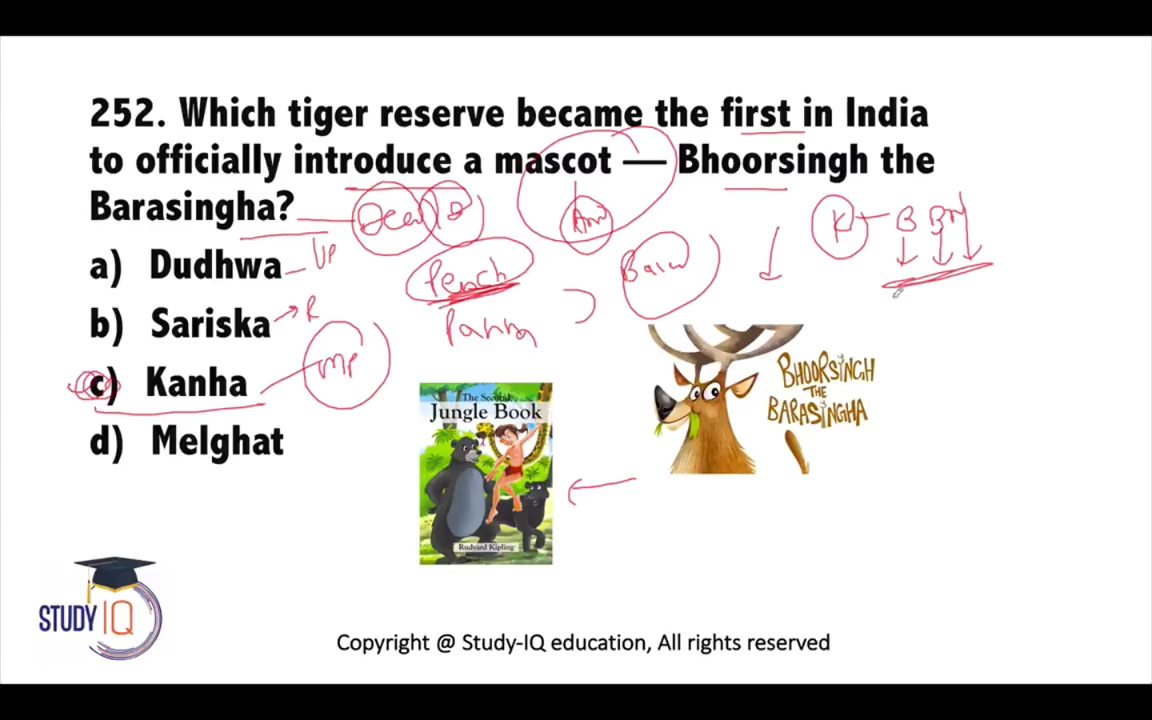 252. Which tiger reserve became the first in India
to officially introduce a mascot — Bhoorsingh the
Barasingha?
a) Dudhwa
UP
b) Sariska
R
c) Kanha
MP
d) Melghat
Pench
Panna
K B
The Second
Jungle Book
Rudyard Kipling
BHOORSINGH
THE
BARASINGHA
STUDY IQ
Copyright @ Study-IQ education, All rights reserved